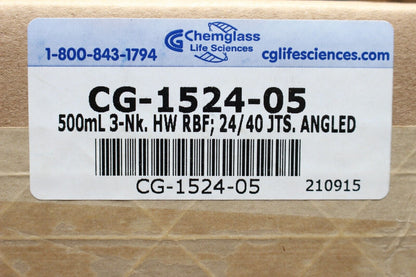 Chemglass
Life Sciences
1-800-843-1794
cglifesciences.com
CG-1524-05
500mL 3-Nk. HW RBF; 24/40 JTS. ANGLED
CG-1524-05
210915